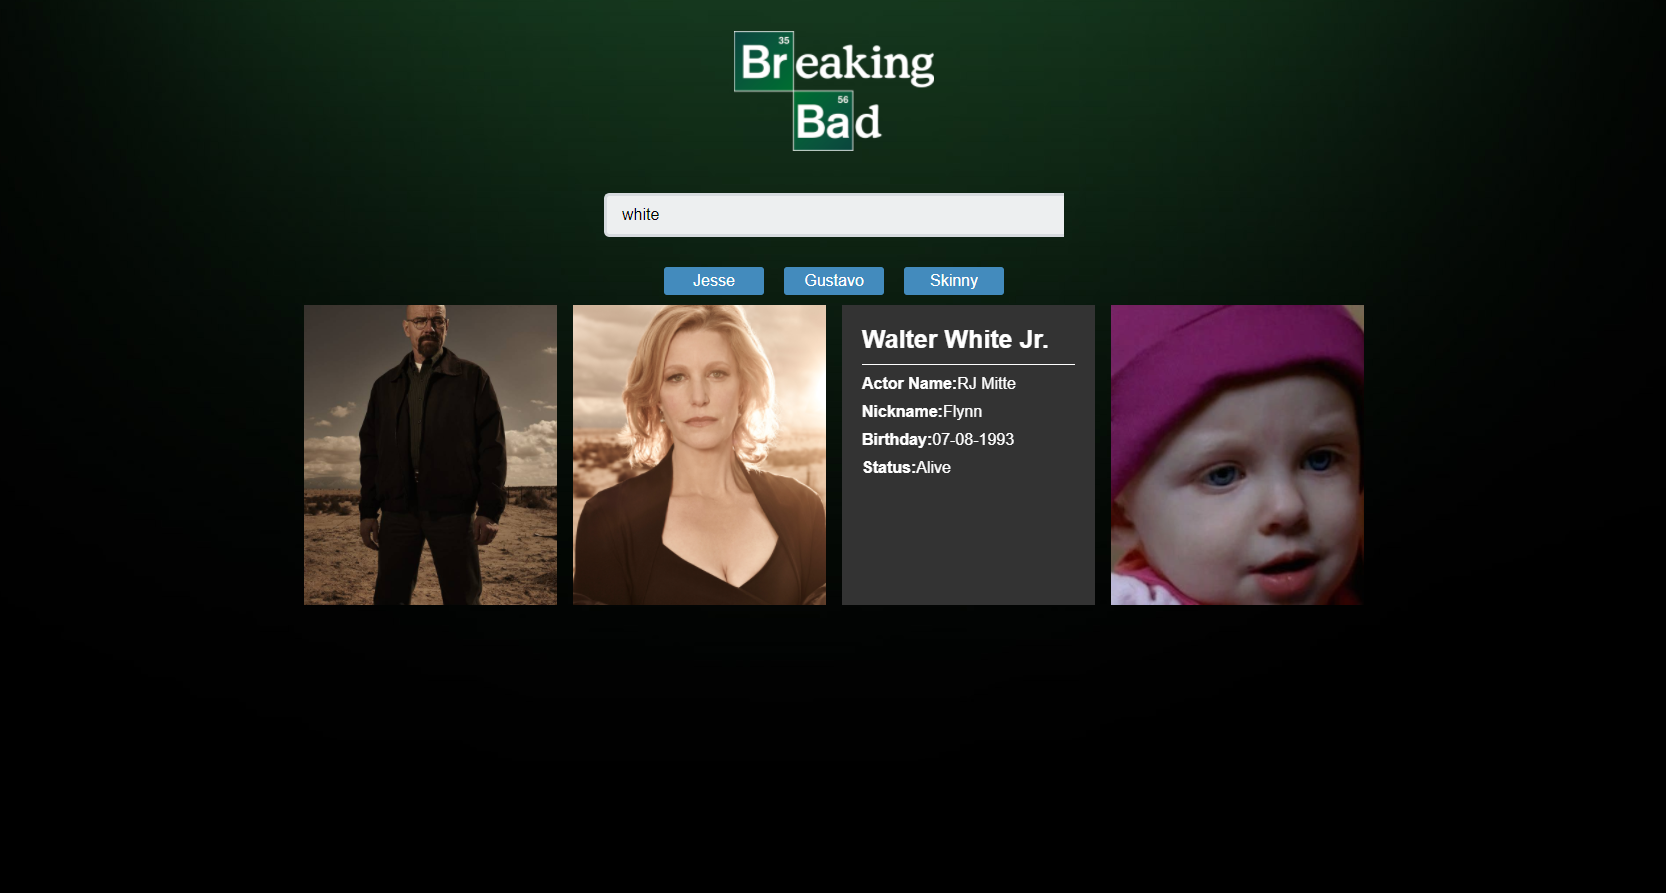 35
Breaking
56
Bad
white
Jesse Gustavo Skinny
Walter White Jr.
Actor Name:RJ Mitte
Nickname:Flynn
Birthday:07-08-1993
Status:Alive